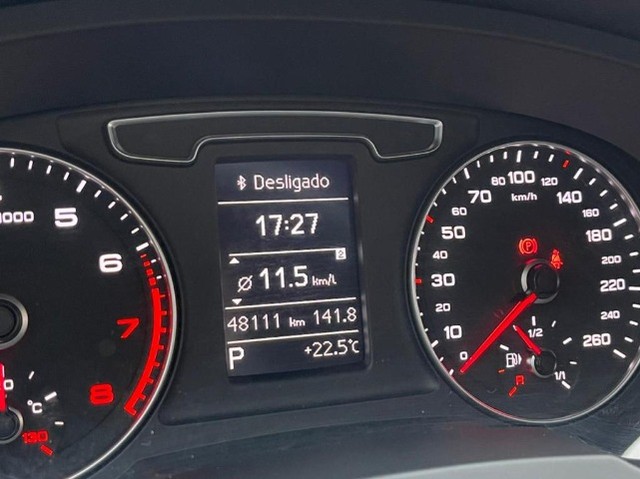 Desligado
17:27
2
Ø 11.5 km/l
48111 km 141.8
P +22.5°C
1000 5 6 7 8
°C
130
0 10 20 30 40 50 60 70 80 100 120 140 160 180 200 220 240 260
km/h
P
1/2
R
1/1